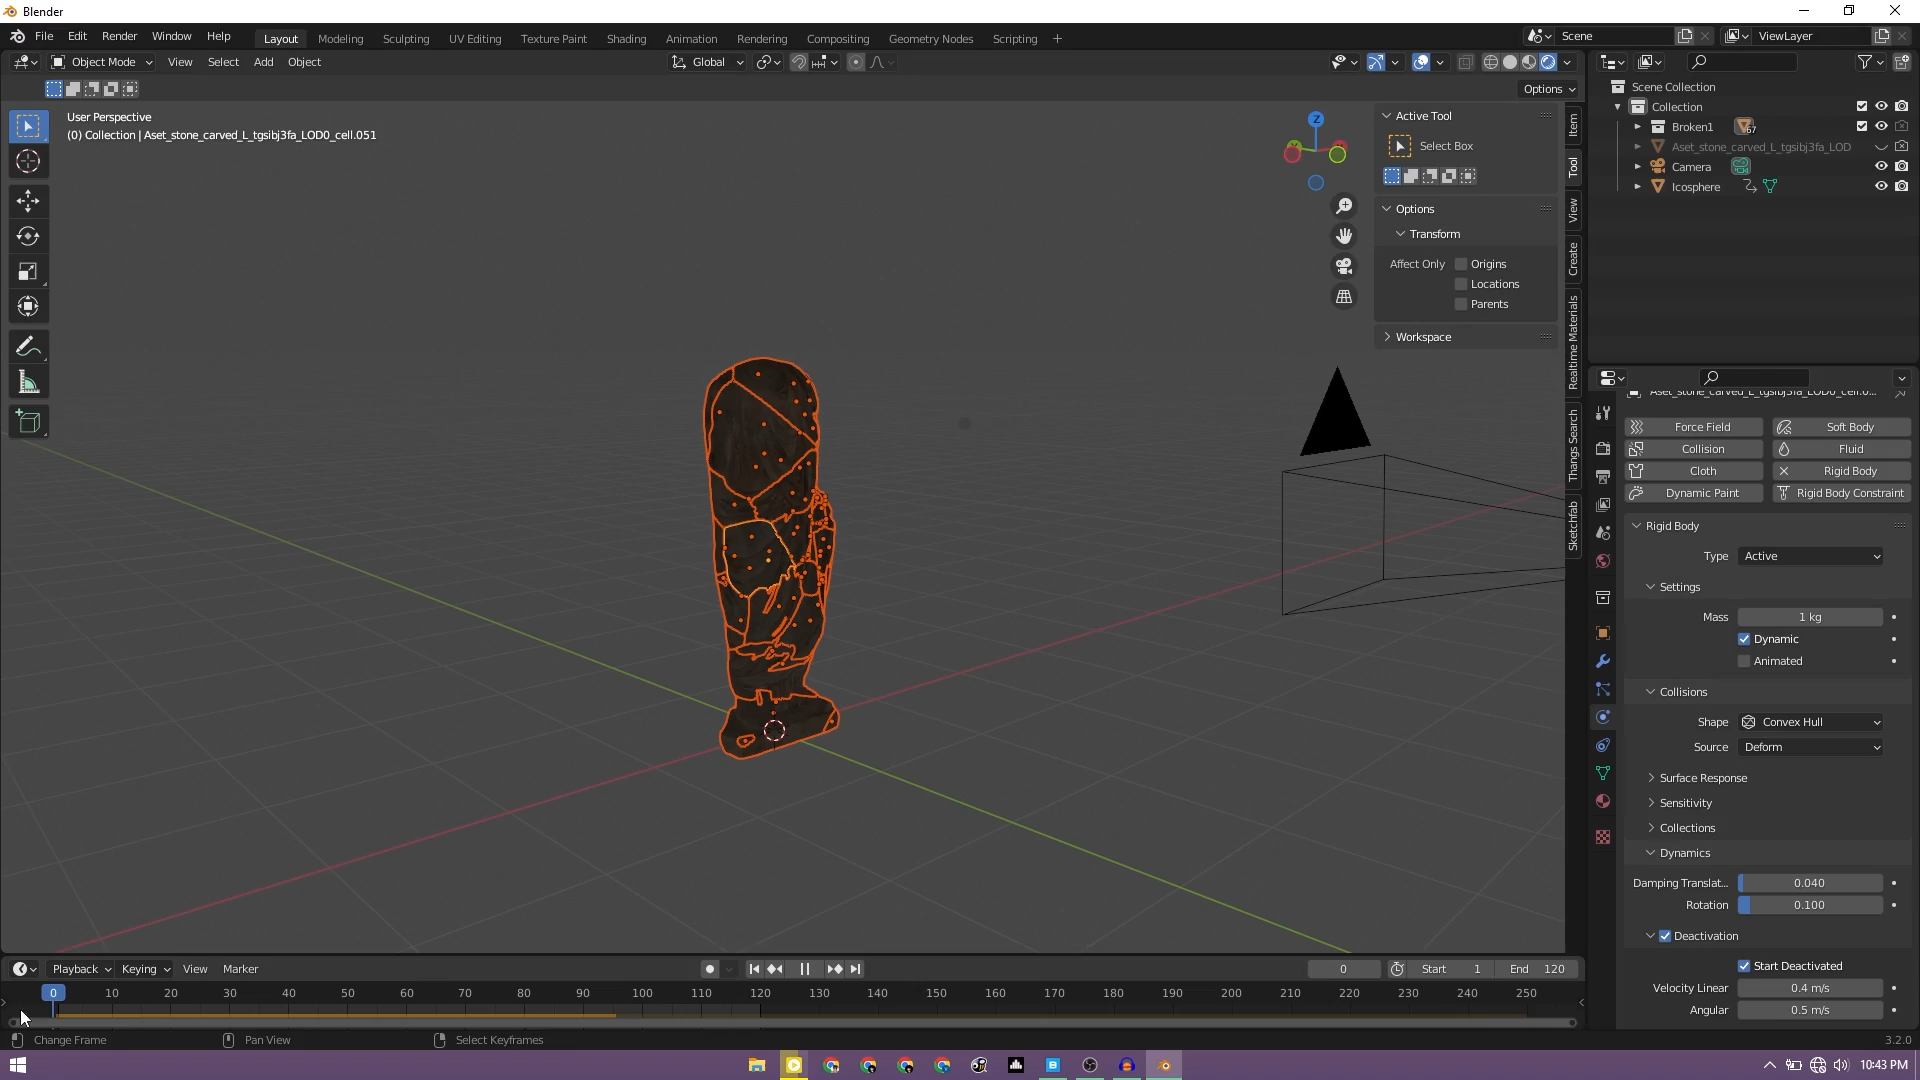 Blender
File Edit Render Window Help Layout Modeling Sculpting UV Editing Texture Paint Shading Animation Rendering Compositing Geometry Nodes Scripting + Scene ViewLayer
Object Mode View Select Add Object Global
Options
User Perspective
(0) Collection | Aset_stone_carved_L_tgsibj3fa_LOD0_cell.051
Z
Active Tool
Select Box
Options
Transform
Affect Only Origins
Locations
Parents
Workspace
Item
Tool
View
Create
Realtime Materials
Thangs Search
Sketchfab
Scene Collection
Collection
Broken1 67
Aset_stone_carved_L_tgsibj3fa_LOD
Camera
Icosphere
Force Field Soft Body
Collision Fluid
Cloth Rigid Body
Dynamic Paint Rigid Body Constraint
Rigid Body
Type Active
Settings
Mass 1 kg
Dynamic
Animated
Collisions
Shape Convex Hull
Source Deform
Surface Response
Sensitivity
Collections
Dynamics
Damping Translat... 0.040
Rotation 0.100
Deactivation
Start Deactivated
Velocity Linear 0.4 m/s
Angular 0.5 m/s
Playback Keying View Marker 0 Start 1 End 120
0 10 20 30 40 50 60 70 80 90 100 110 120 130 140 150 160 170 180 190 200 210 220 230 240 250
Change Frame Pan View Select Keyframes 3.2.0
10:43 PM